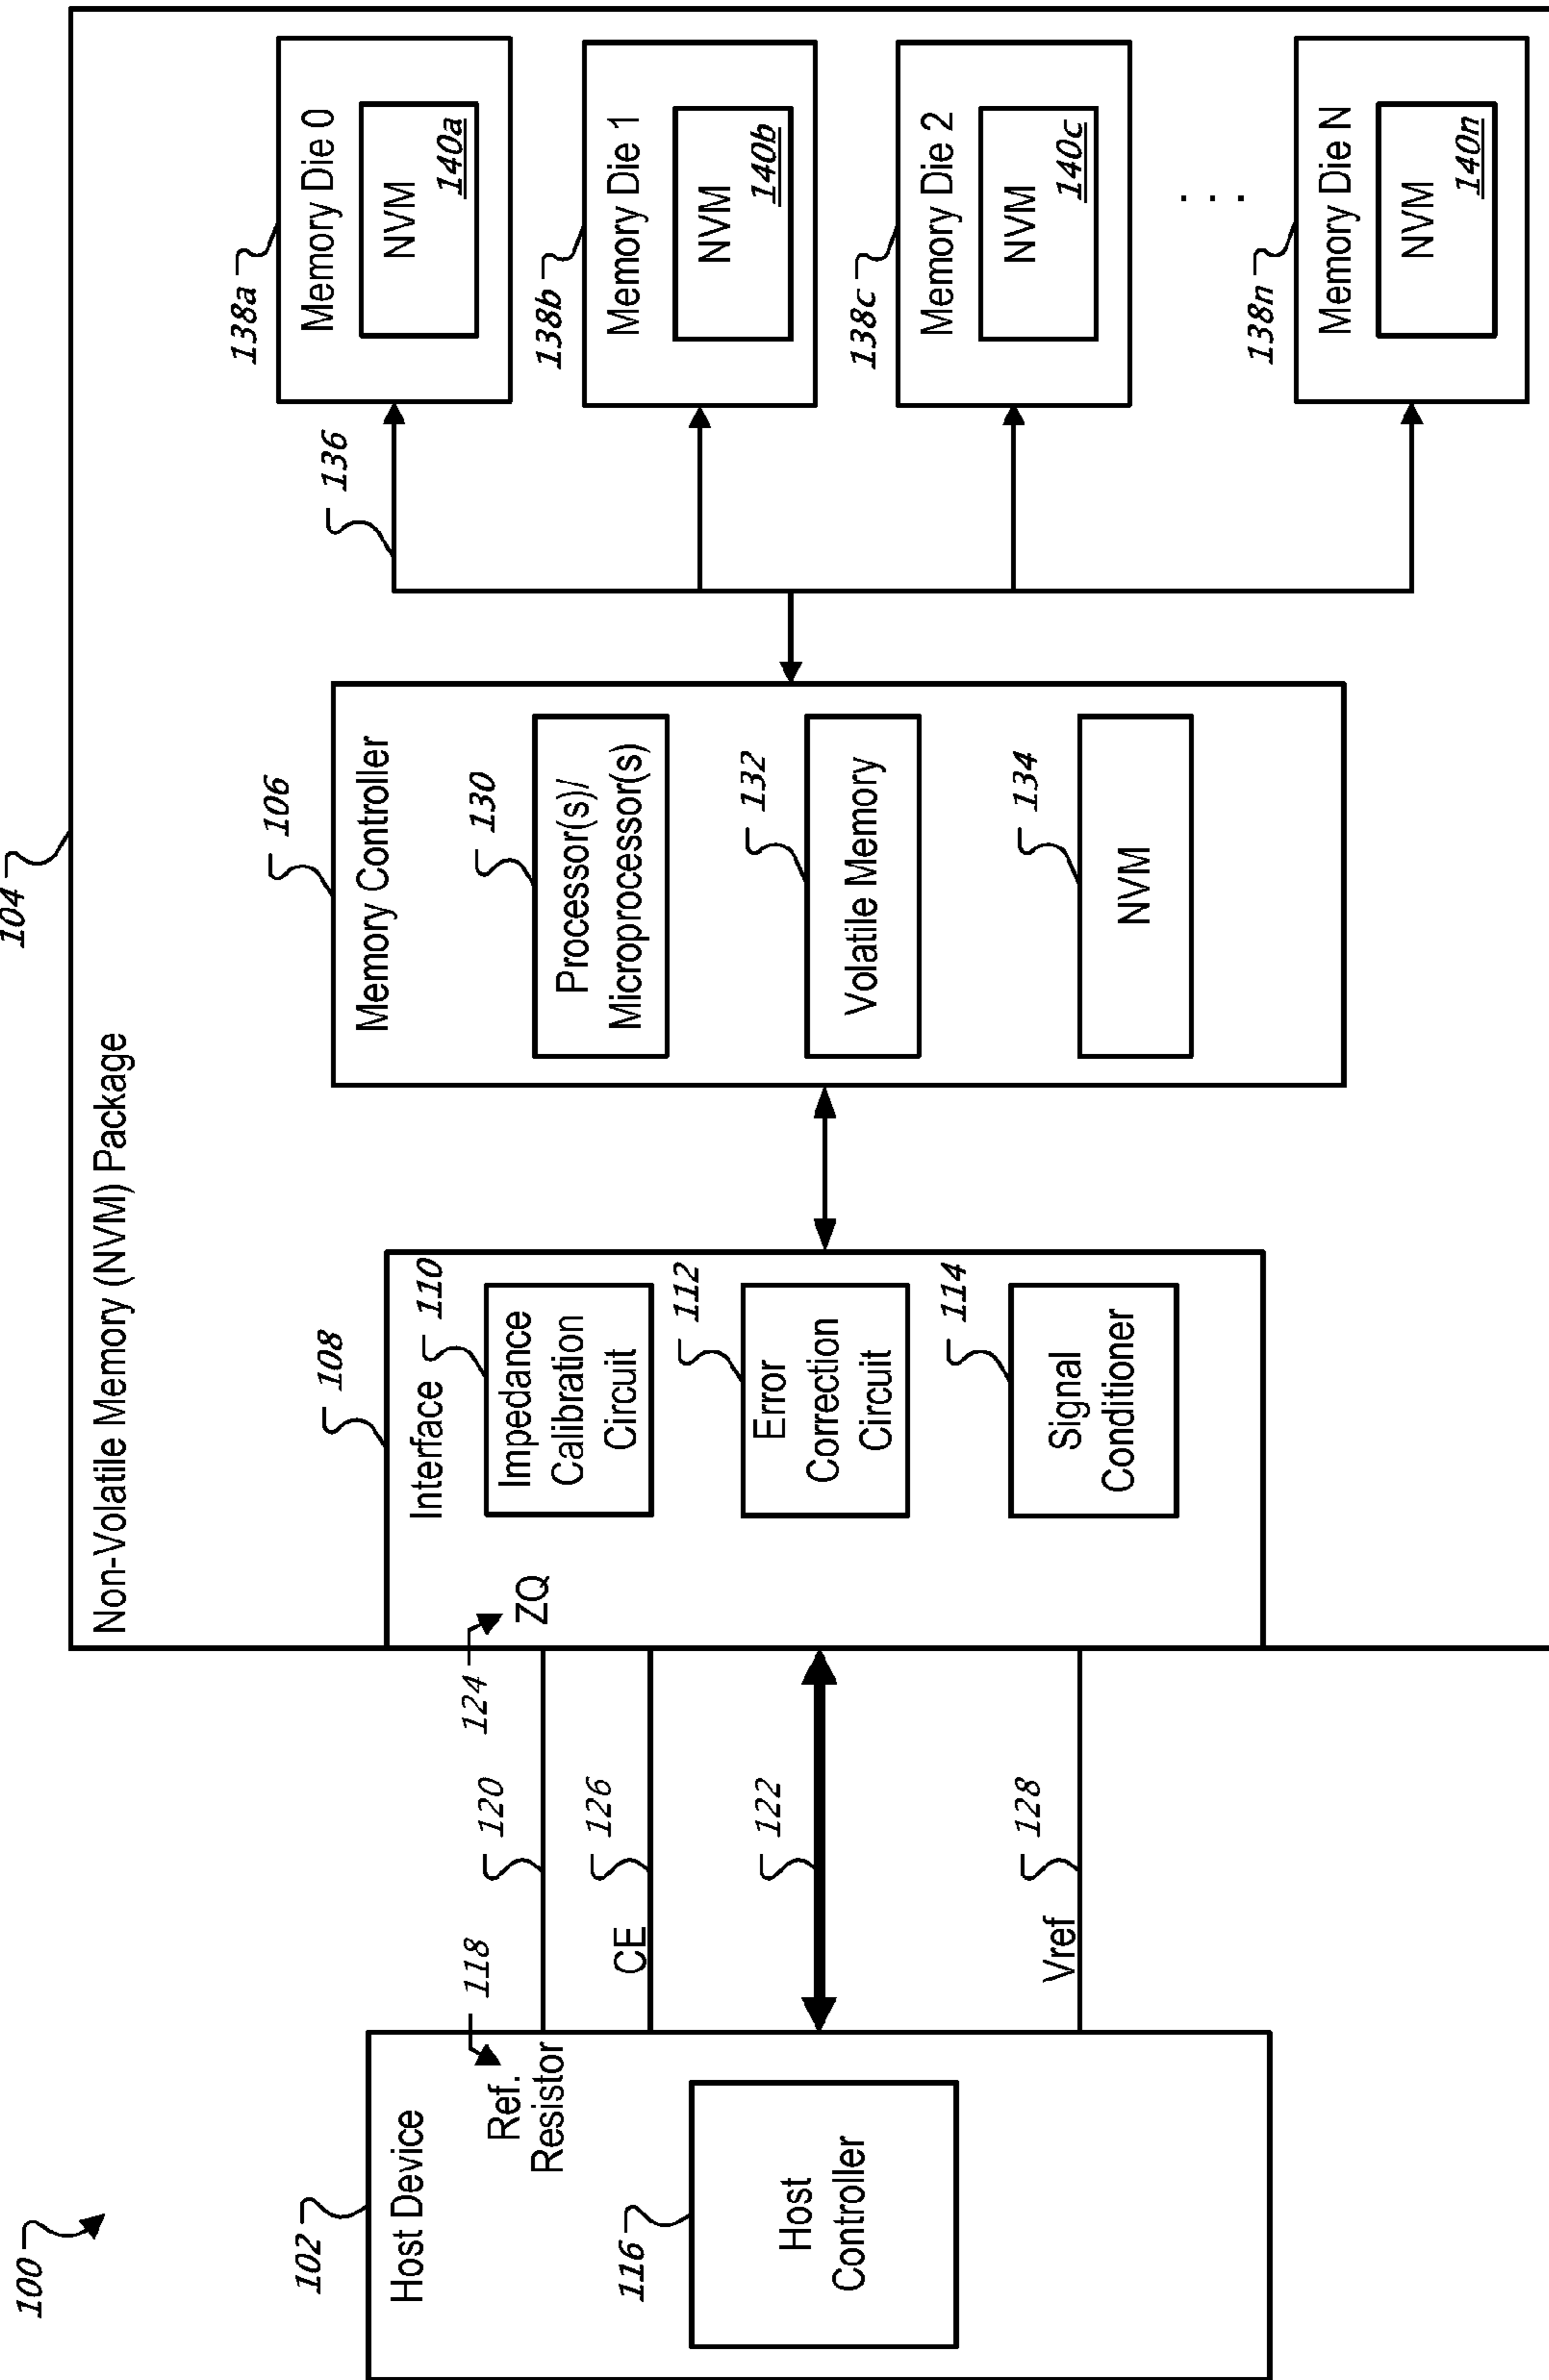 100
104
Non-Volatile Memory (NVM) Package
102
Host Device
118
Ref.
Resistor
116
Host
Controller
120
CE
126
122
Vref
128
124
ZQ
108
Interface
110
Impedance
Calibration
Circuit
112
Error
Correction
Circuit
114
Signal
Conditioner
106
Memory Controller
130
Processor(s)/
Microprocessor(s)
132
Volatile Memory
134
NVM
136
138a
Memory Die 0
NVM
140a
138b
Memory Die 1
NVM
140b
138c
Memory Die 2
NVM
140c
. . .
138n
Memory Die N
NVM
140n